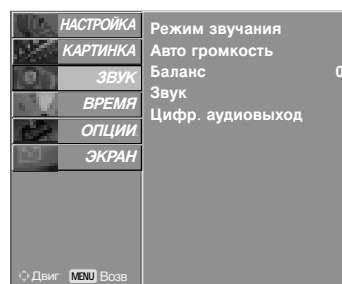 НАСТРОЙКА
КАРТИНКА
ЗВУК
ВРЕМЯ
ОПЦИИ
ЭКРАН
Режим звучания
Авто громкость
Баланс 0
Звук
Цифр. аудиовыход
Двиг MENU Возв